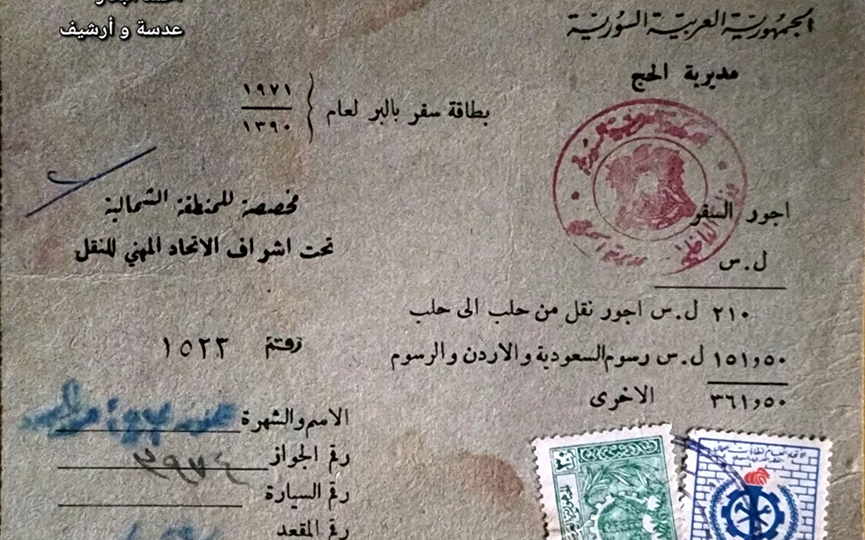 عدسة و أرشيف
الجمهورية العربية السورية
مديرية الحج
بطاقة سفر بالبر لعام
١٩٧١
١٣٩٠
مخصصة للمنطقة الشمالية
تحت اشراف الاتحاد المهني للنقل
اجور السفر
ل.س
٢١٠ ل.س اجور نقل من حلب الى حلب
١٥١,٥٠ ل.س رسوم السعودية والاردن والرسوم
٣٦١,٥٠ الاخرى
رقم ١٥٢٣
الاسم والشهرة
رقم الجواز
رقم السيارة
رقم المقعد